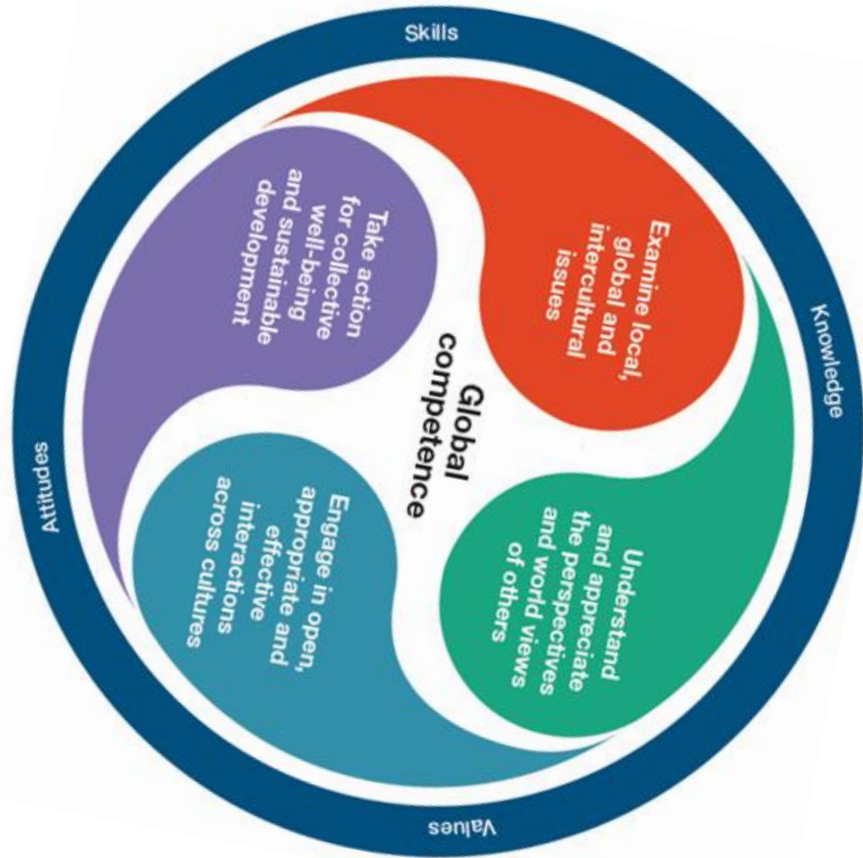 Skills
Knowledge
Values
Attitudes
Examine local,
global and
intercultural
issues
Take action
for collective
well-being
and sustainable
development
Global
competence
Understand
and appreciate
the perspectives
and world views
of others
Engage in open,
appropriate and
effective
interactions
across cultures